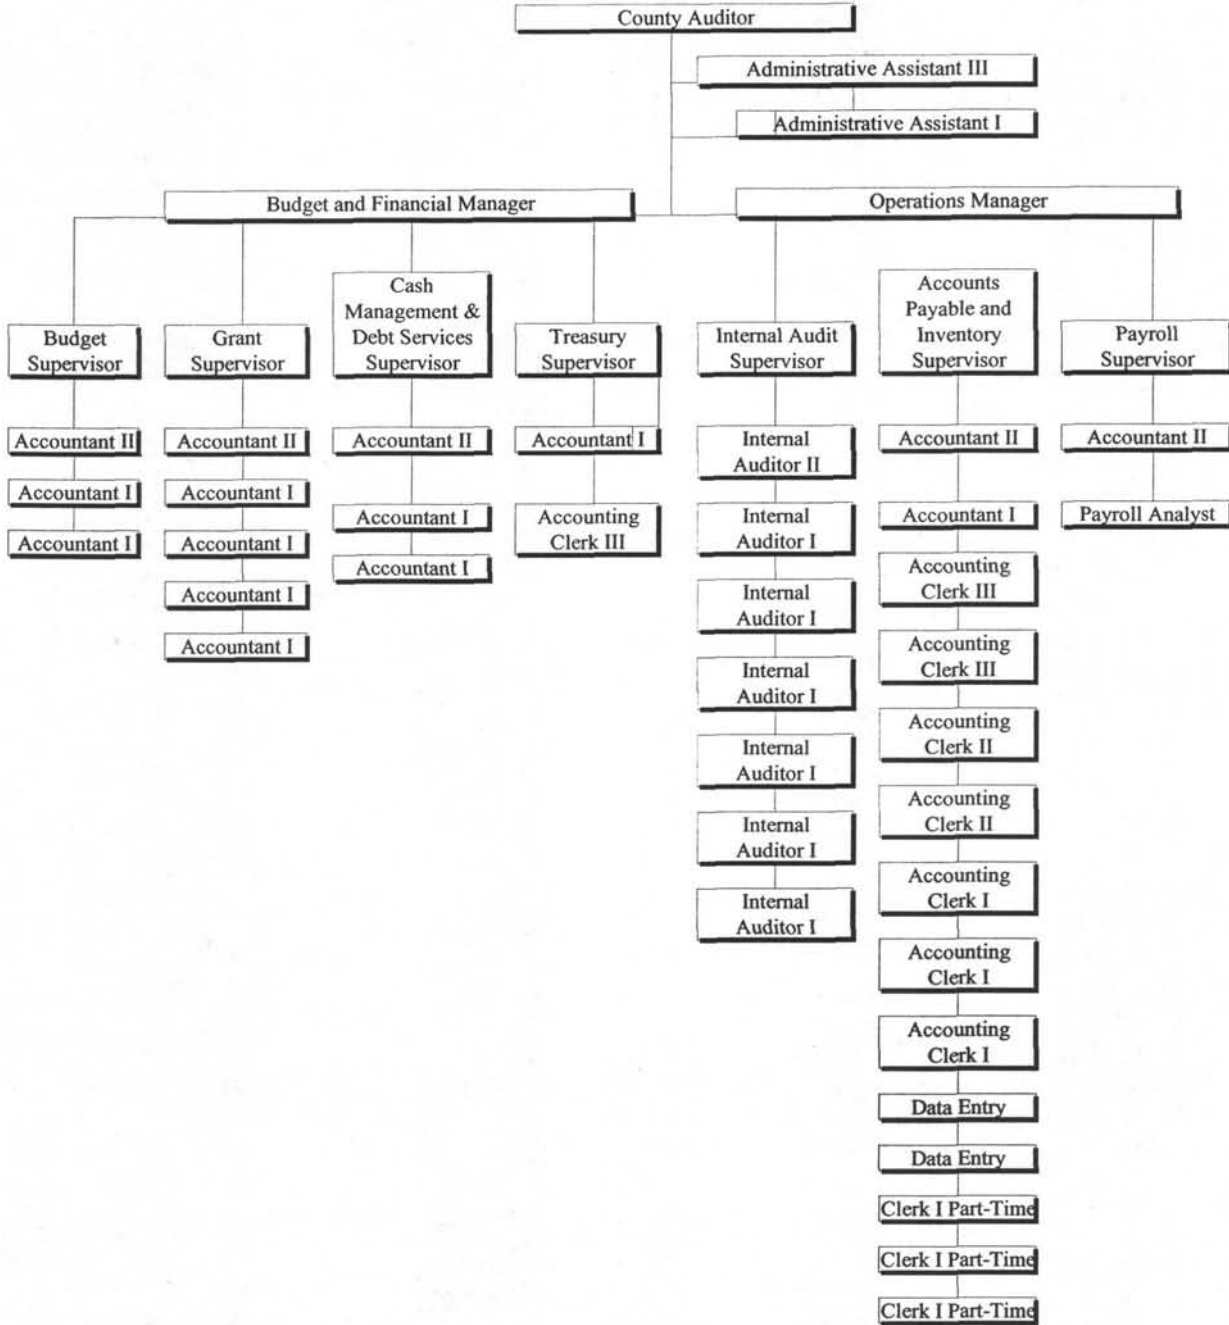 County Auditor
Administrative Assistant III
Administrative Assistant I
Budget and Financial Manager
Operations Manager
Budget
Supervisor
Accountant II
Accountant I
Accountant I
Grant
Supervisor
Accountant II
Accountant I
Accountant I
Accountant I
Accountant I
Cash
Management &
Debt Services
Supervisor
Accountant II
Accountant I
Accountant I
Treasury
Supervisor
Accountant I
Accounting
Clerk III
Internal Audit
Supervisor
Internal
Auditor II
Internal
Auditor I
Internal
Auditor I
Internal
Auditor I
Internal
Auditor I
Internal
Auditor I
Internal
Auditor I
Accounts
Payable and
Inventory
Supervisor
Accountant II
Accountant I
Accounting
Clerk III
Accounting
Clerk III
Accounting
Clerk II
Accounting
Clerk II
Accounting
Clerk I
Accounting
Clerk I
Accounting
Clerk I
Data Entry
Data Entry
Clerk I Part-Time
Clerk I Part-Time
Clerk I Part-Time
Payroll
Supervisor
Accountant II
Payroll Analyst